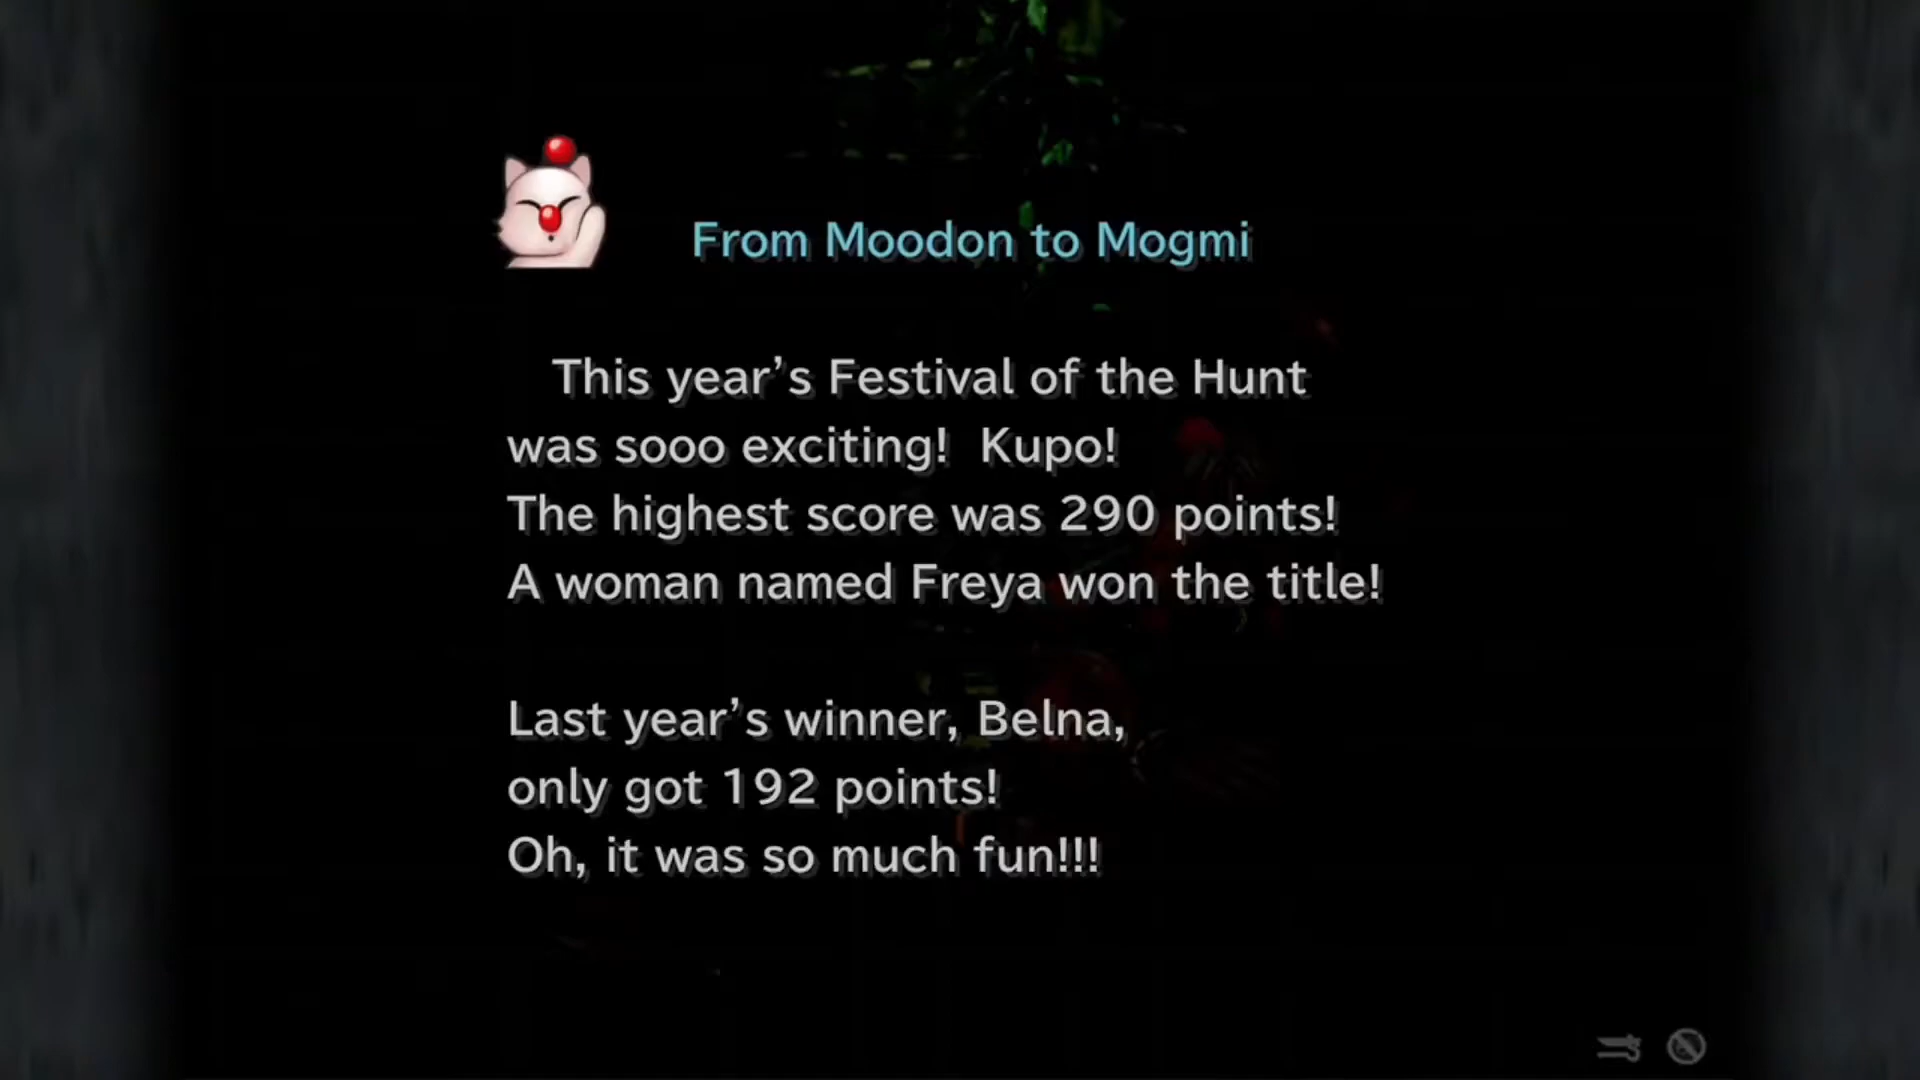 From Moodon to Mogmi
This year's Festival of the Hunt
was sooo exciting! Kupo!
The highest score was 290 points!
A woman named Freya won the title!
Last year's winner, Belna,
only got 192 points!
Oh, it was so much fun!!!